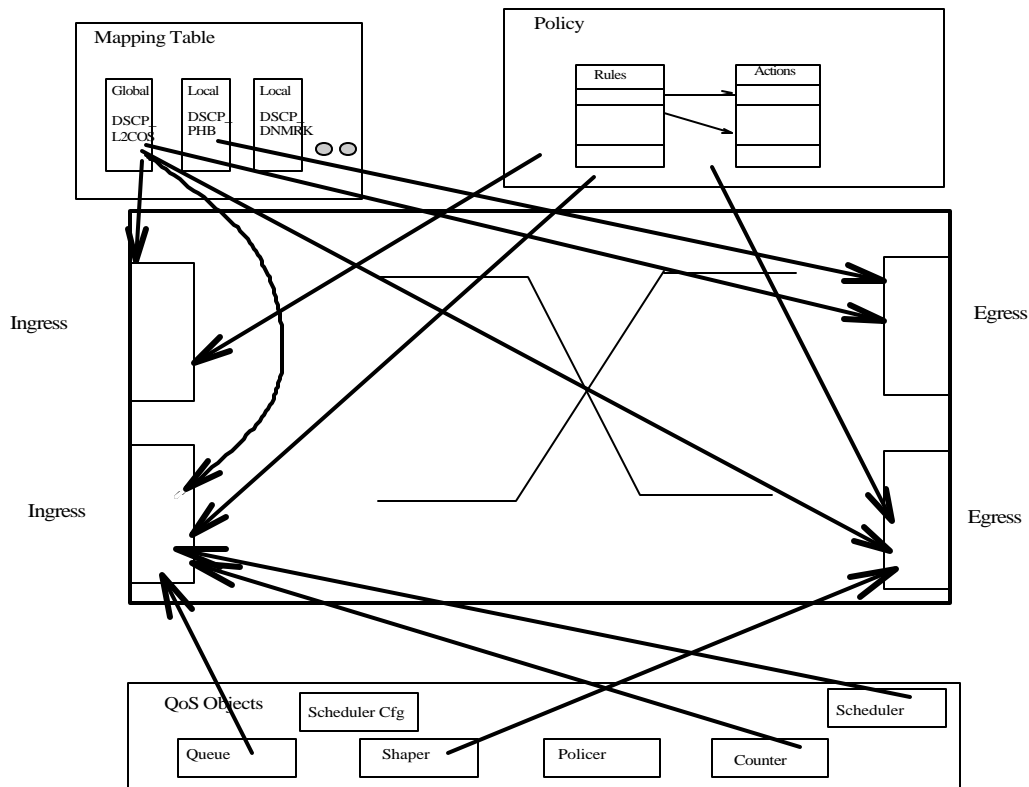 Mapping Table
Global
DSCP_
L2COS
Local
DSCP_
PHB
Local
DSCP_
DNMRK
Policy
Rules
Actions
Ingress
Egress
Ingress
Egress
QoS Objects
Scheduler Cfg
Scheduler
Queue
Shaper
Policer
Counter